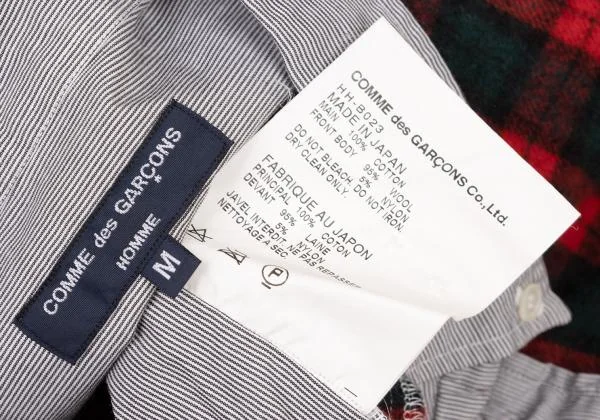 COMME des GARÇONS
HOMME
M
COMME des GARÇONS Co., Ltd.
HH-B023
MADE IN JAPAN
MAIN 100% COTTON
FRONT BODY 95% WOOL
5% NYLON
DO NOT BLEACH. DO NOT IRON.
DRY CLEAN ONLY.
FABRIQUE AU JAPON
PRINCIPAL 100% COTON
DEVANT 95% LAINE
5% NYLON
JAVEL INTERDIT. NE PAS REPASSER
NETTOYAGE A SEC
P